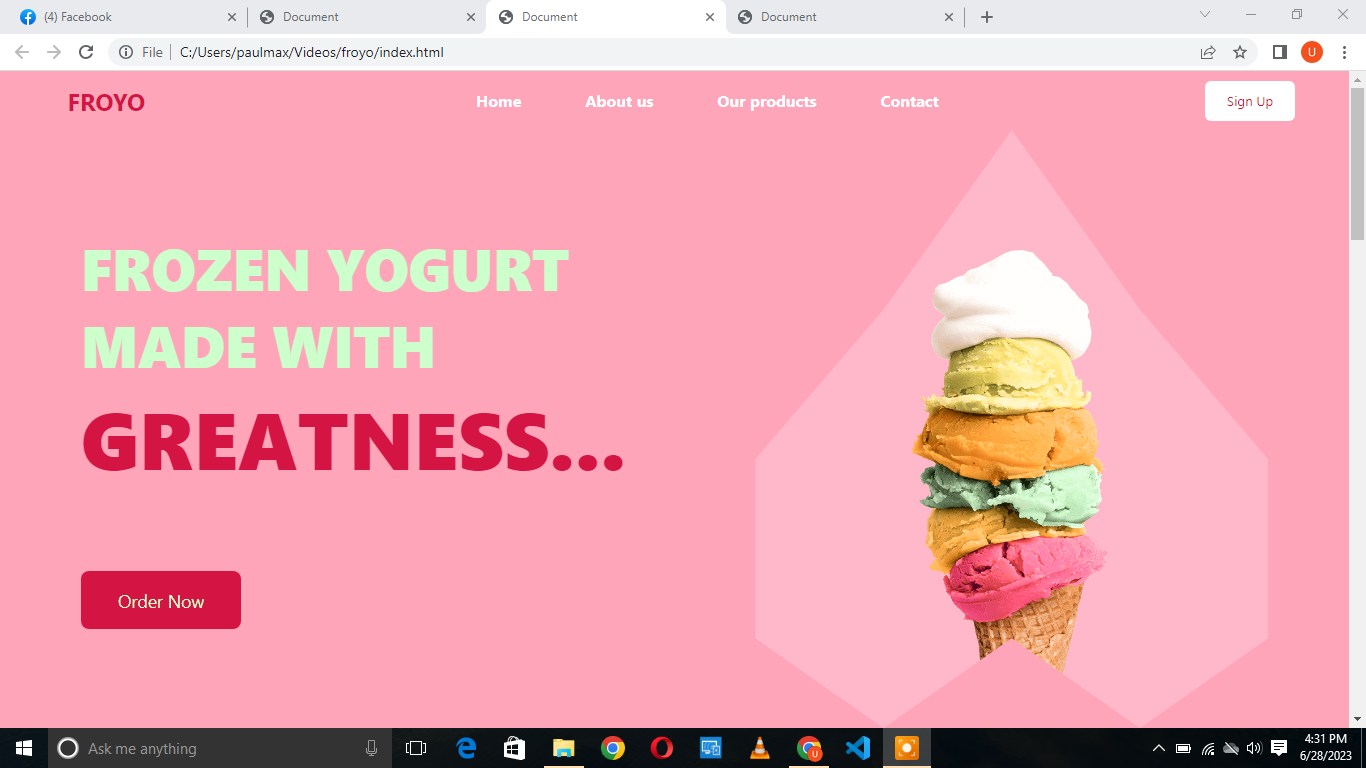 (4) Facebook
Document
Document
Document
File
C:/Users/paulmax/Videos/froyo/index.html
U
FROYO
Home
About us
Our products
Contact
Sign Up
FROZEN YOGURT
MADE WITH
GREATNESS...
Order Now
Ask me anything
U
4:31 PM
6/28/2023